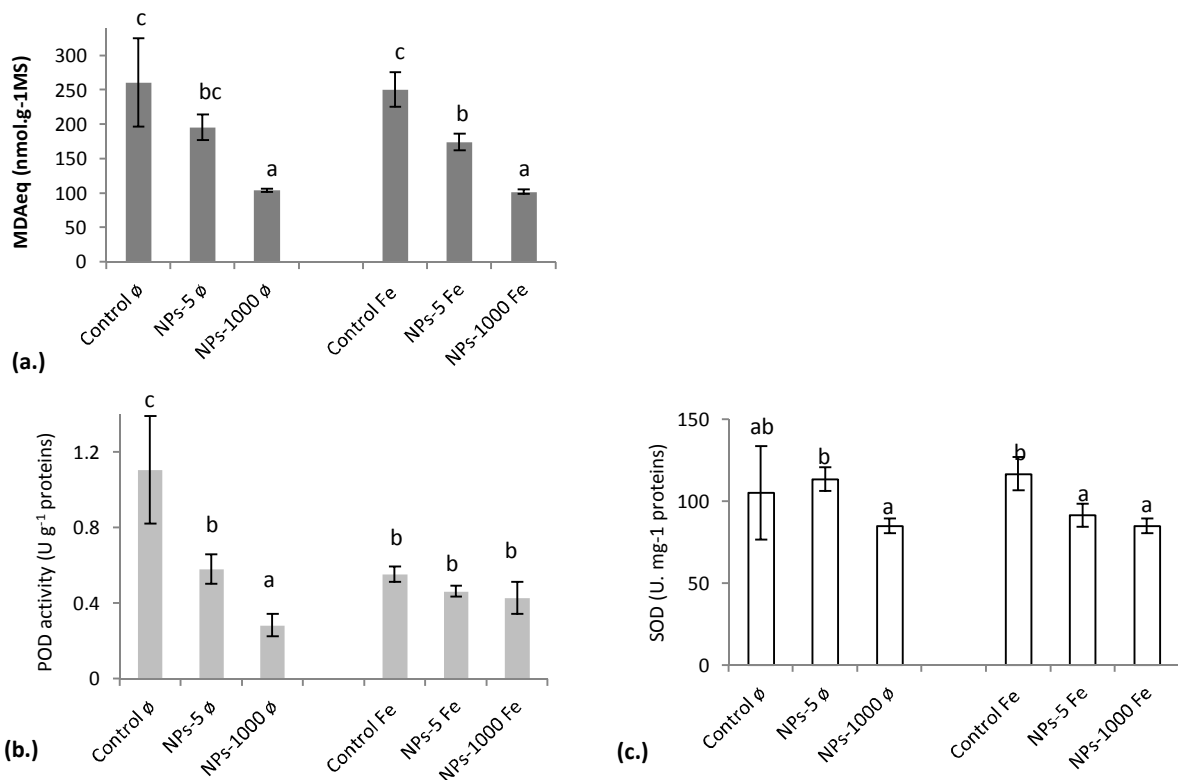 c
c
bc
b
a
a
300
250
200
150
100
50
0
MDAeq (nmol.g-1MS)
Control ø
NPs-5 ø
NPs-1000 ø
Control Fe
NPs-5 Fe
NPs-1000 Fe
(a.)
c
b
a
b
b
b
1.2
0.8
0.4
0
POD activity (U g⁻¹ proteins)
Control ø
NPs-5 ø
NPs-1000 ø
Control Fe
NPs-5 Fe
NPs-1000 Fe
(b.)
ab
b
a
b
a
a
150
100
50
0
SOD (U. mg-1 proteins)
Control ø
NPs-5 ø
NPs-1000 ø
Control Fe
NPs-5 Fe
NPs-1000 Fe
(c.)